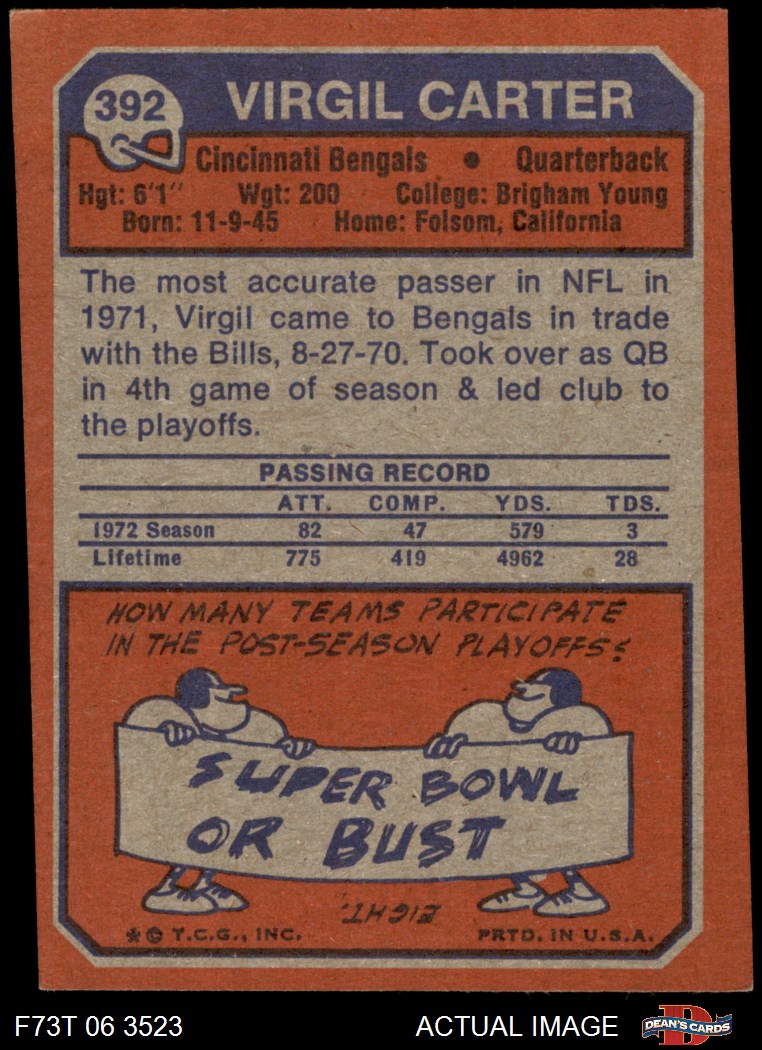 392
VIRGIL CARTER
Cincinnati Bengals • Quarterback
Hgt: 6'1" Wgt: 200 College: Brigham Young
Born: 11-9-45 Home: Folsom, California
The most accurate passer in NFL in
1971, Virgil came to Bengals in trade
with the Bills, 8-27-70. Took over as QB
in 4th game of season & led club to
the playoffs.
PASSING RECORD
ATT. COMP. YDS. TDS.
1972 Season 82 47 579 3
Lifetime 775 419 4962 28
HOW MANY TEAMS PARTICIPATE
IN THE POST-SEASON PLAYOFFS?
SUPER BOWL
OR BUST
EIGHT.
* © T.C.G., INC. PRTD. IN U.S.A.
F73T 06 3523 ACTUAL IMAGE D DEAN'S CARDS